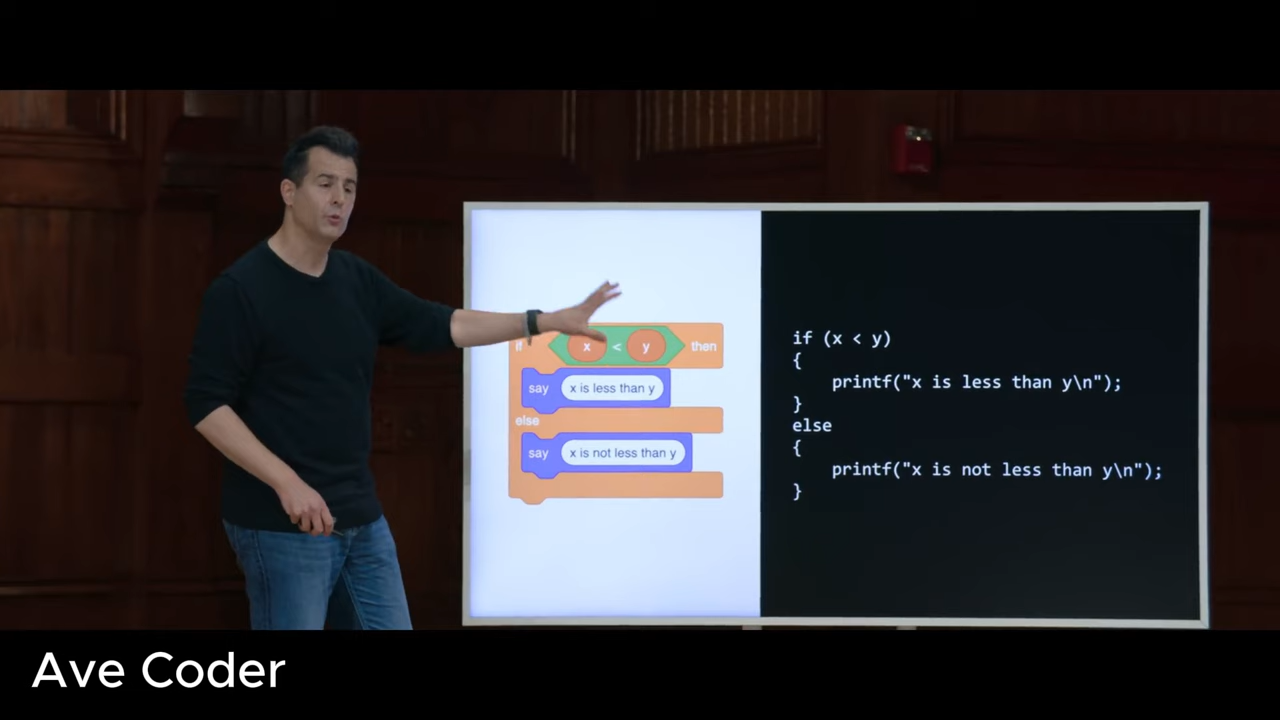 if x < y then
say x is less than y
else
say x is not less than y
if (x < y)
{
printf("x is less than y\n");
}
else
{
printf("x is not less than y\n");
}
Ave Coder